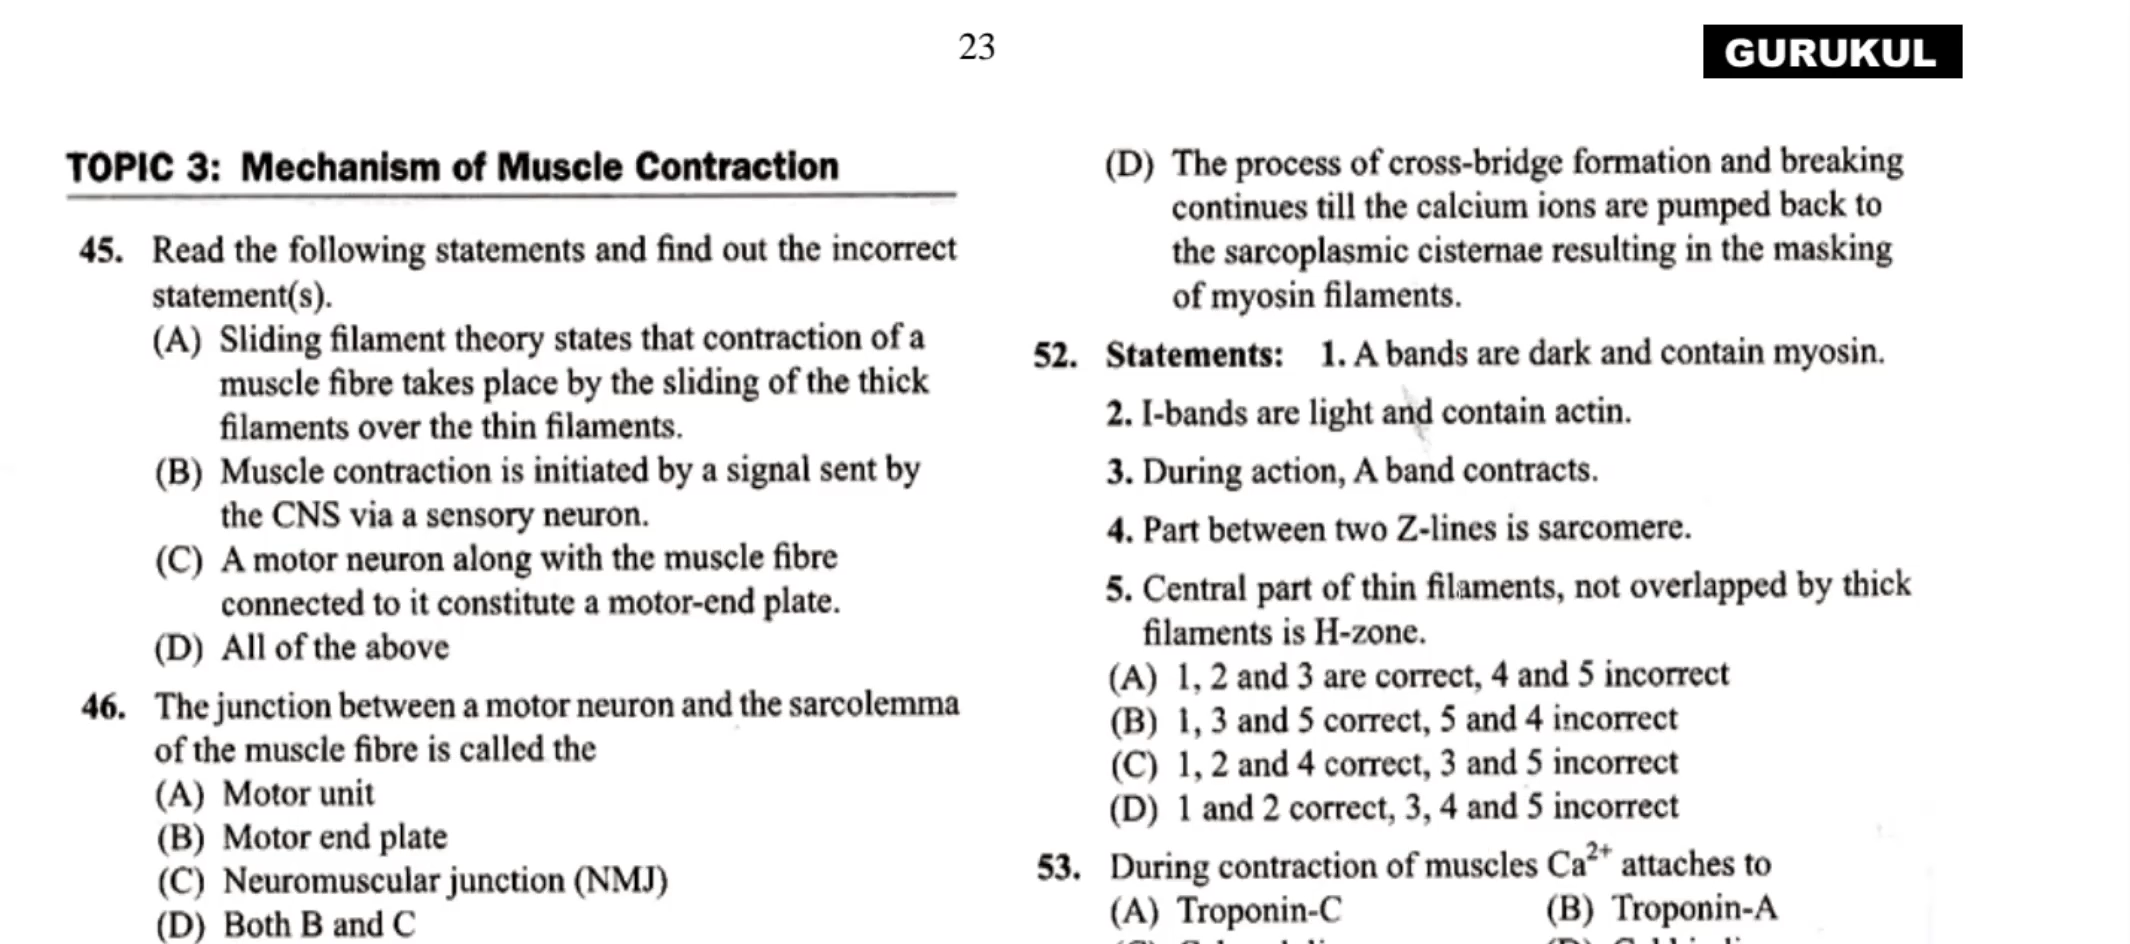 23
GURUKUL
TOPIC 3: Mechanism of Muscle Contraction
45. Read the following statements and find out the incorrect
statement(s).
(A) Sliding filament theory states that contraction of a
muscle fibre takes place by the sliding of the thick
filaments over the thin filaments.
(B) Muscle contraction is initiated by a signal sent by
the CNS via a sensory neuron.
(C) A motor neuron along with the muscle fibre
connected to it constitute a motor-end plate.
(D) All of the above
46. The junction between a motor neuron and the sarcolemma
of the muscle fibre is called the
(A) Motor unit
(B) Motor end plate
(C) Neuromuscular junction (NMJ)
(D) Both B and C
(D) The process of cross-bridge formation and breaking
continues till the calcium ions are pumped back to
the sarcoplasmic cisternae resulting in the masking
of myosin filaments.
52. Statements: 1. A bands are dark and contain myosin.
2. I-bands are light and contain actin.
3. During action, A band contracts.
4. Part between two Z-lines is sarcomere.
5. Central part of thin filaments, not overlapped by thick
filaments is H-zone.
(A) 1, 2 and 3 are correct, 4 and 5 incorrect
(B) 1, 3 and 5 correct, 5 and 4 incorrect
(C) 1, 2 and 4 correct, 3 and 5 incorrect
(D) 1 and 2 correct, 3, 4 and 5 incorrect
53. During contraction of muscles Ca²⁺ attaches to
(A) Troponin-C (B) Troponin-A